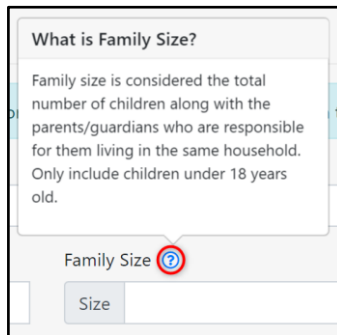 What is Family Size?
Family size is considered the total
number of children along with the
parents/guardians who are responsible
for them living in the same household.
Only include children under 18 years
old.
Family Size ?
Size